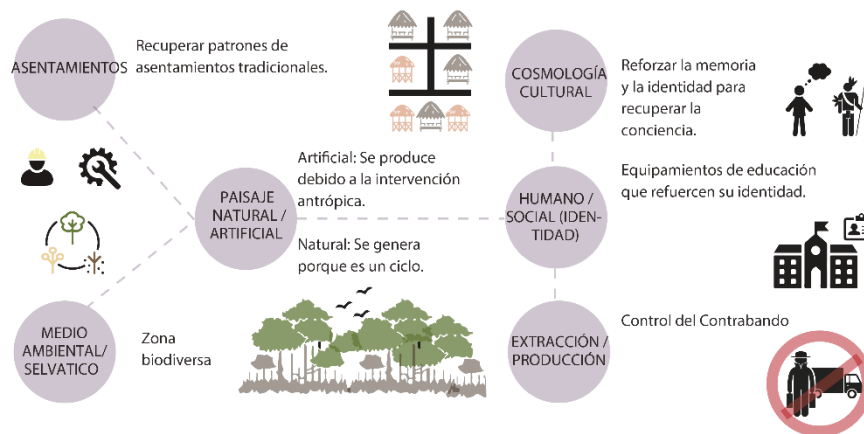 ASENTAMIENTOS
Recuperar patrones de
asentamientos tradicionales.
COSMOLOGÍA
CULTURAL
Reforzar la memoria
y la identidad para
recuperar la
conciencia.
PAISAJE
NATURAL /
ARTIFICIAL
Artificial: Se produce
debido a la intervención
antrópica.
Natural: Se genera
porque es un ciclo.
HUMANO /
SOCIAL (IDEN-
TIDAD)
Equipamientos de educación
que refuercen su identidad.
MEDIO
AMBIENTAL/
SELVATICO
Zona
biodiversa
EXTRACCIÓN /
PRODUCCIÓN
Control del Contrabando